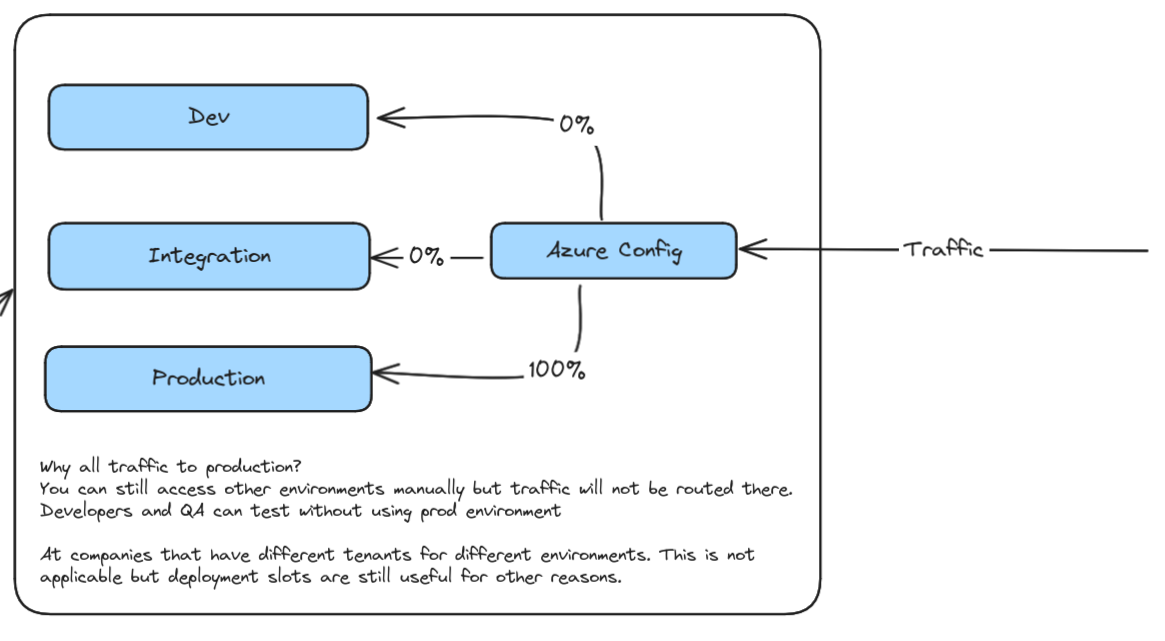 Dev
0%
Integration
0%
Azure Config
Traffic
100%
Production
Why all traffic to production?
You can still access other environments manually but traffic will not be routed there.
Developers and QA can test without using prod environment
At companies that have different tenants for different environments. This is not
applicable but deployment slots are still useful for other reasons.